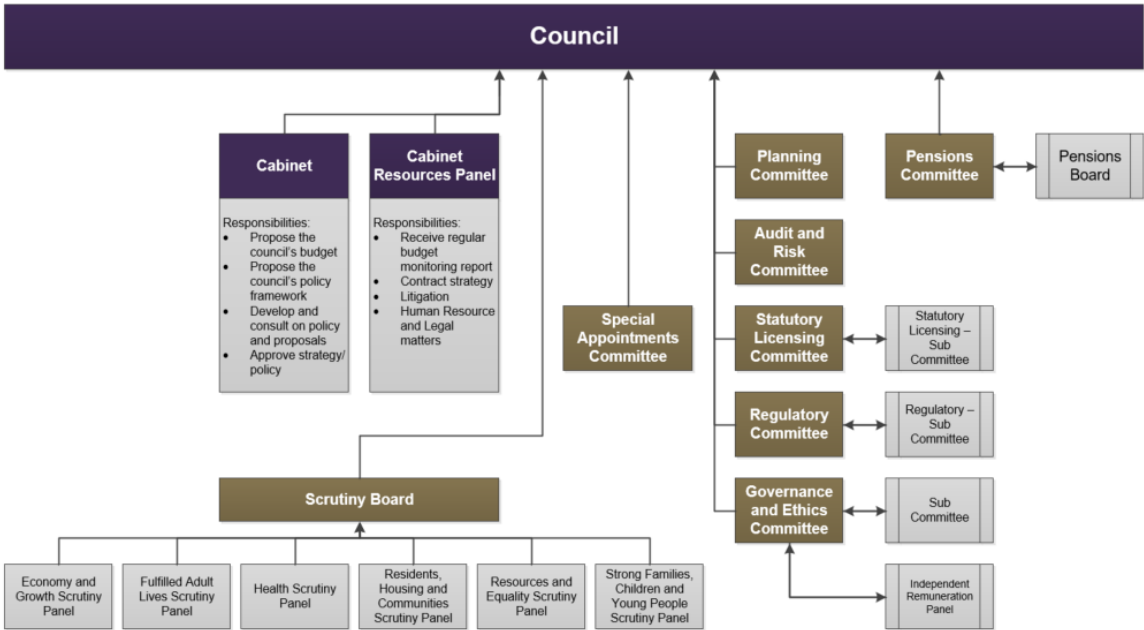 Council
Cabinet
Responsibilities:
• Propose the
council's budget
• Propose the
council's policy
framework
• Develop and
consult on policy
and proposals
• Approve strategy/
policy
Cabinet
Resources Panel
Responsibilities:
• Receive regular
budget
monitoring report
• Contract strategy
• Litigation
• Human Resource
and Legal
matters
Special
Appointments
Committee
Planning
Committee
Audit and
Risk
Committee
Statutory
Licensing
Committee
Regulatory
Committee
Governance
and Ethics
Committee
Pensions
Committee
Pensions
Board
Statutory
Licensing –
Sub
Committee
Regulatory –
Sub
Committee
Sub
Committee
Independent
Remuneration
Panel
Scrutiny Board
Economy and
Growth Scrutiny
Panel
Fulfilled Adult
Lives Scrutiny
Panel
Health Scrutiny
Panel
Residents,
Housing and
Communities
Scrutiny Panel
Resources and
Equality Scrutiny
Panel
Strong Families,
Children and
Young People
Scrutiny Panel